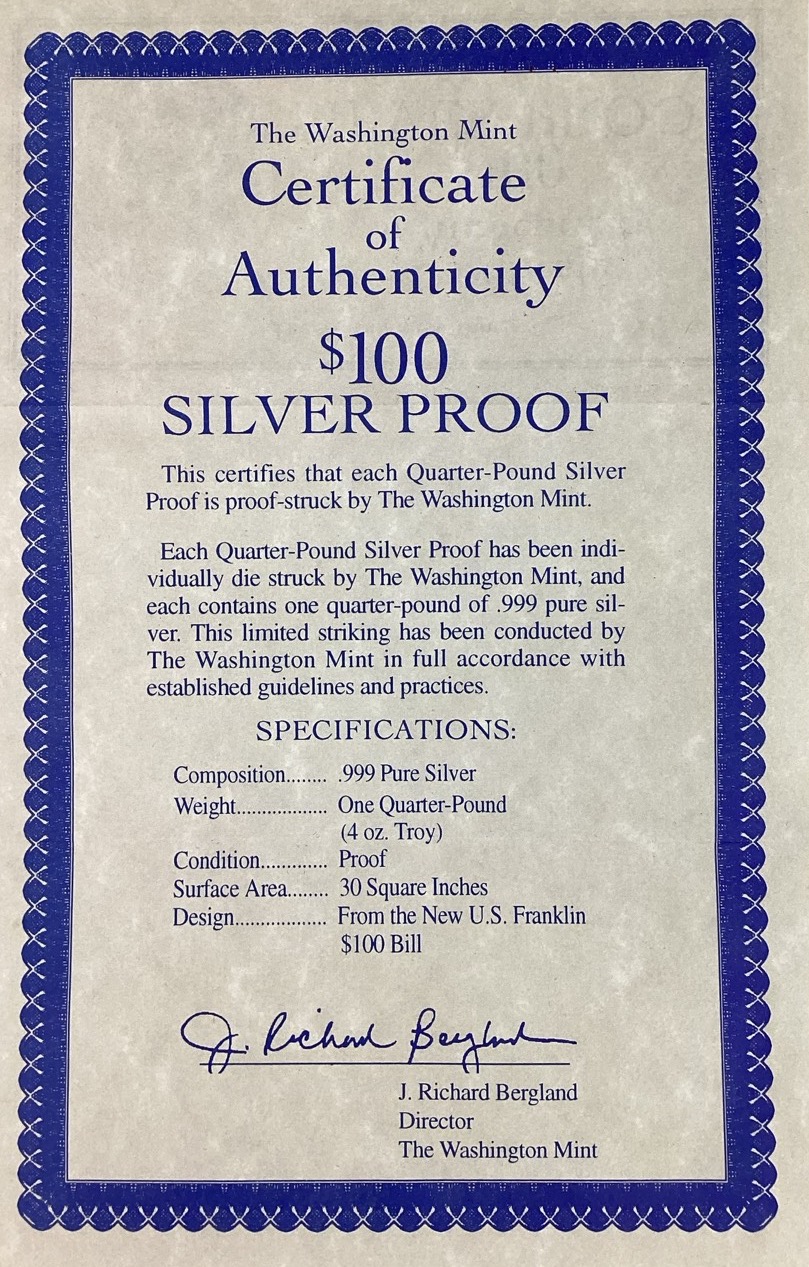 The Washington Mint
Certificate
of
Authenticity
$100
SILVER PROOF
This certifies that each Quarter-Pound Silver
Proof is proof-struck by The Washington Mint.
Each Quarter-Pound Silver Proof has been indi-
vidually die struck by The Washington Mint, and
each contains one quarter-pound of .999 pure sil-
ver. This limited striking has been conducted by
The Washington Mint in full accordance with
established guidelines and practices.
SPECIFICATIONS:
Composition........ .999 Pure Silver
Weight.................. One Quarter-Pound
(4 oz. Troy)
Condition............. Proof
Surface Area........ 30 Square Inches
Design.................. From the New U.S. Franklin
$100 Bill
J. Richard Bergland
J. Richard Bergland
Director
The Washington Mint